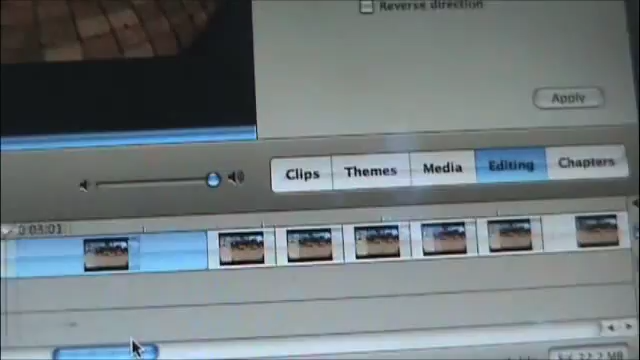 Reverse direction
Apply
Clips Themes Media Editing Chapters
0:03:01